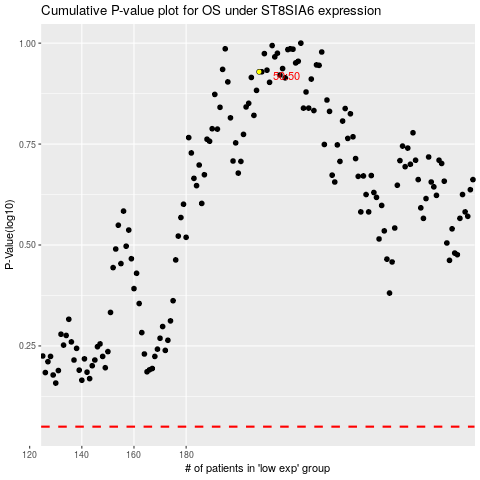 Cumulative P-value plot for OS under ST8SIA6 expression
P-Value(log10)
1.00
0.75
0.50
0.25
50:50
120 140 160 180
# of patients in 'low exp' group